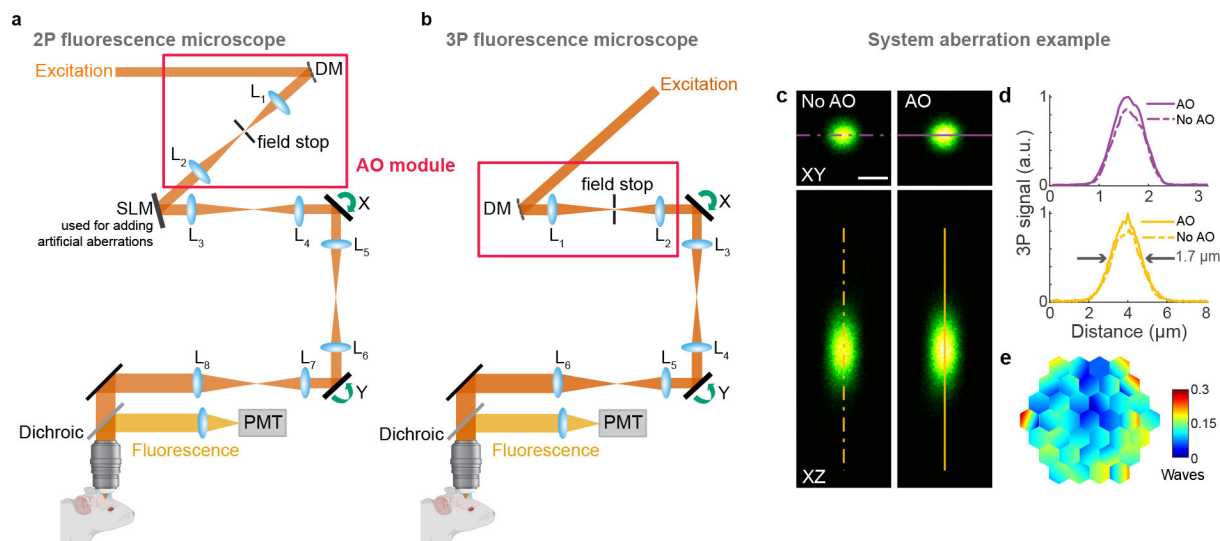 a
2P fluorescence microscope
Excitation
DM
L1
field stop
L2
AO module
SLM
used for adding
artificial aberrations
L3
L4
X
L5
L6
L8
L7
Y
Dichroic
PMT
Fluorescence
b
3P fluorescence microscope
Excitation
field stop
DM
L1
L2
X
L3
L4
L6
L5
Y
Dichroic
PMT
Fluorescence
System aberration example
c
No AO
AO
XY
XZ
d
3P signal (a.u.)
1
AO
No AO
0
0 1 2 3
1
AO
No AO
1.7 µm
0
0 2 4 6 8
Distance (µm)
e
0.3
0.15
0
Waves